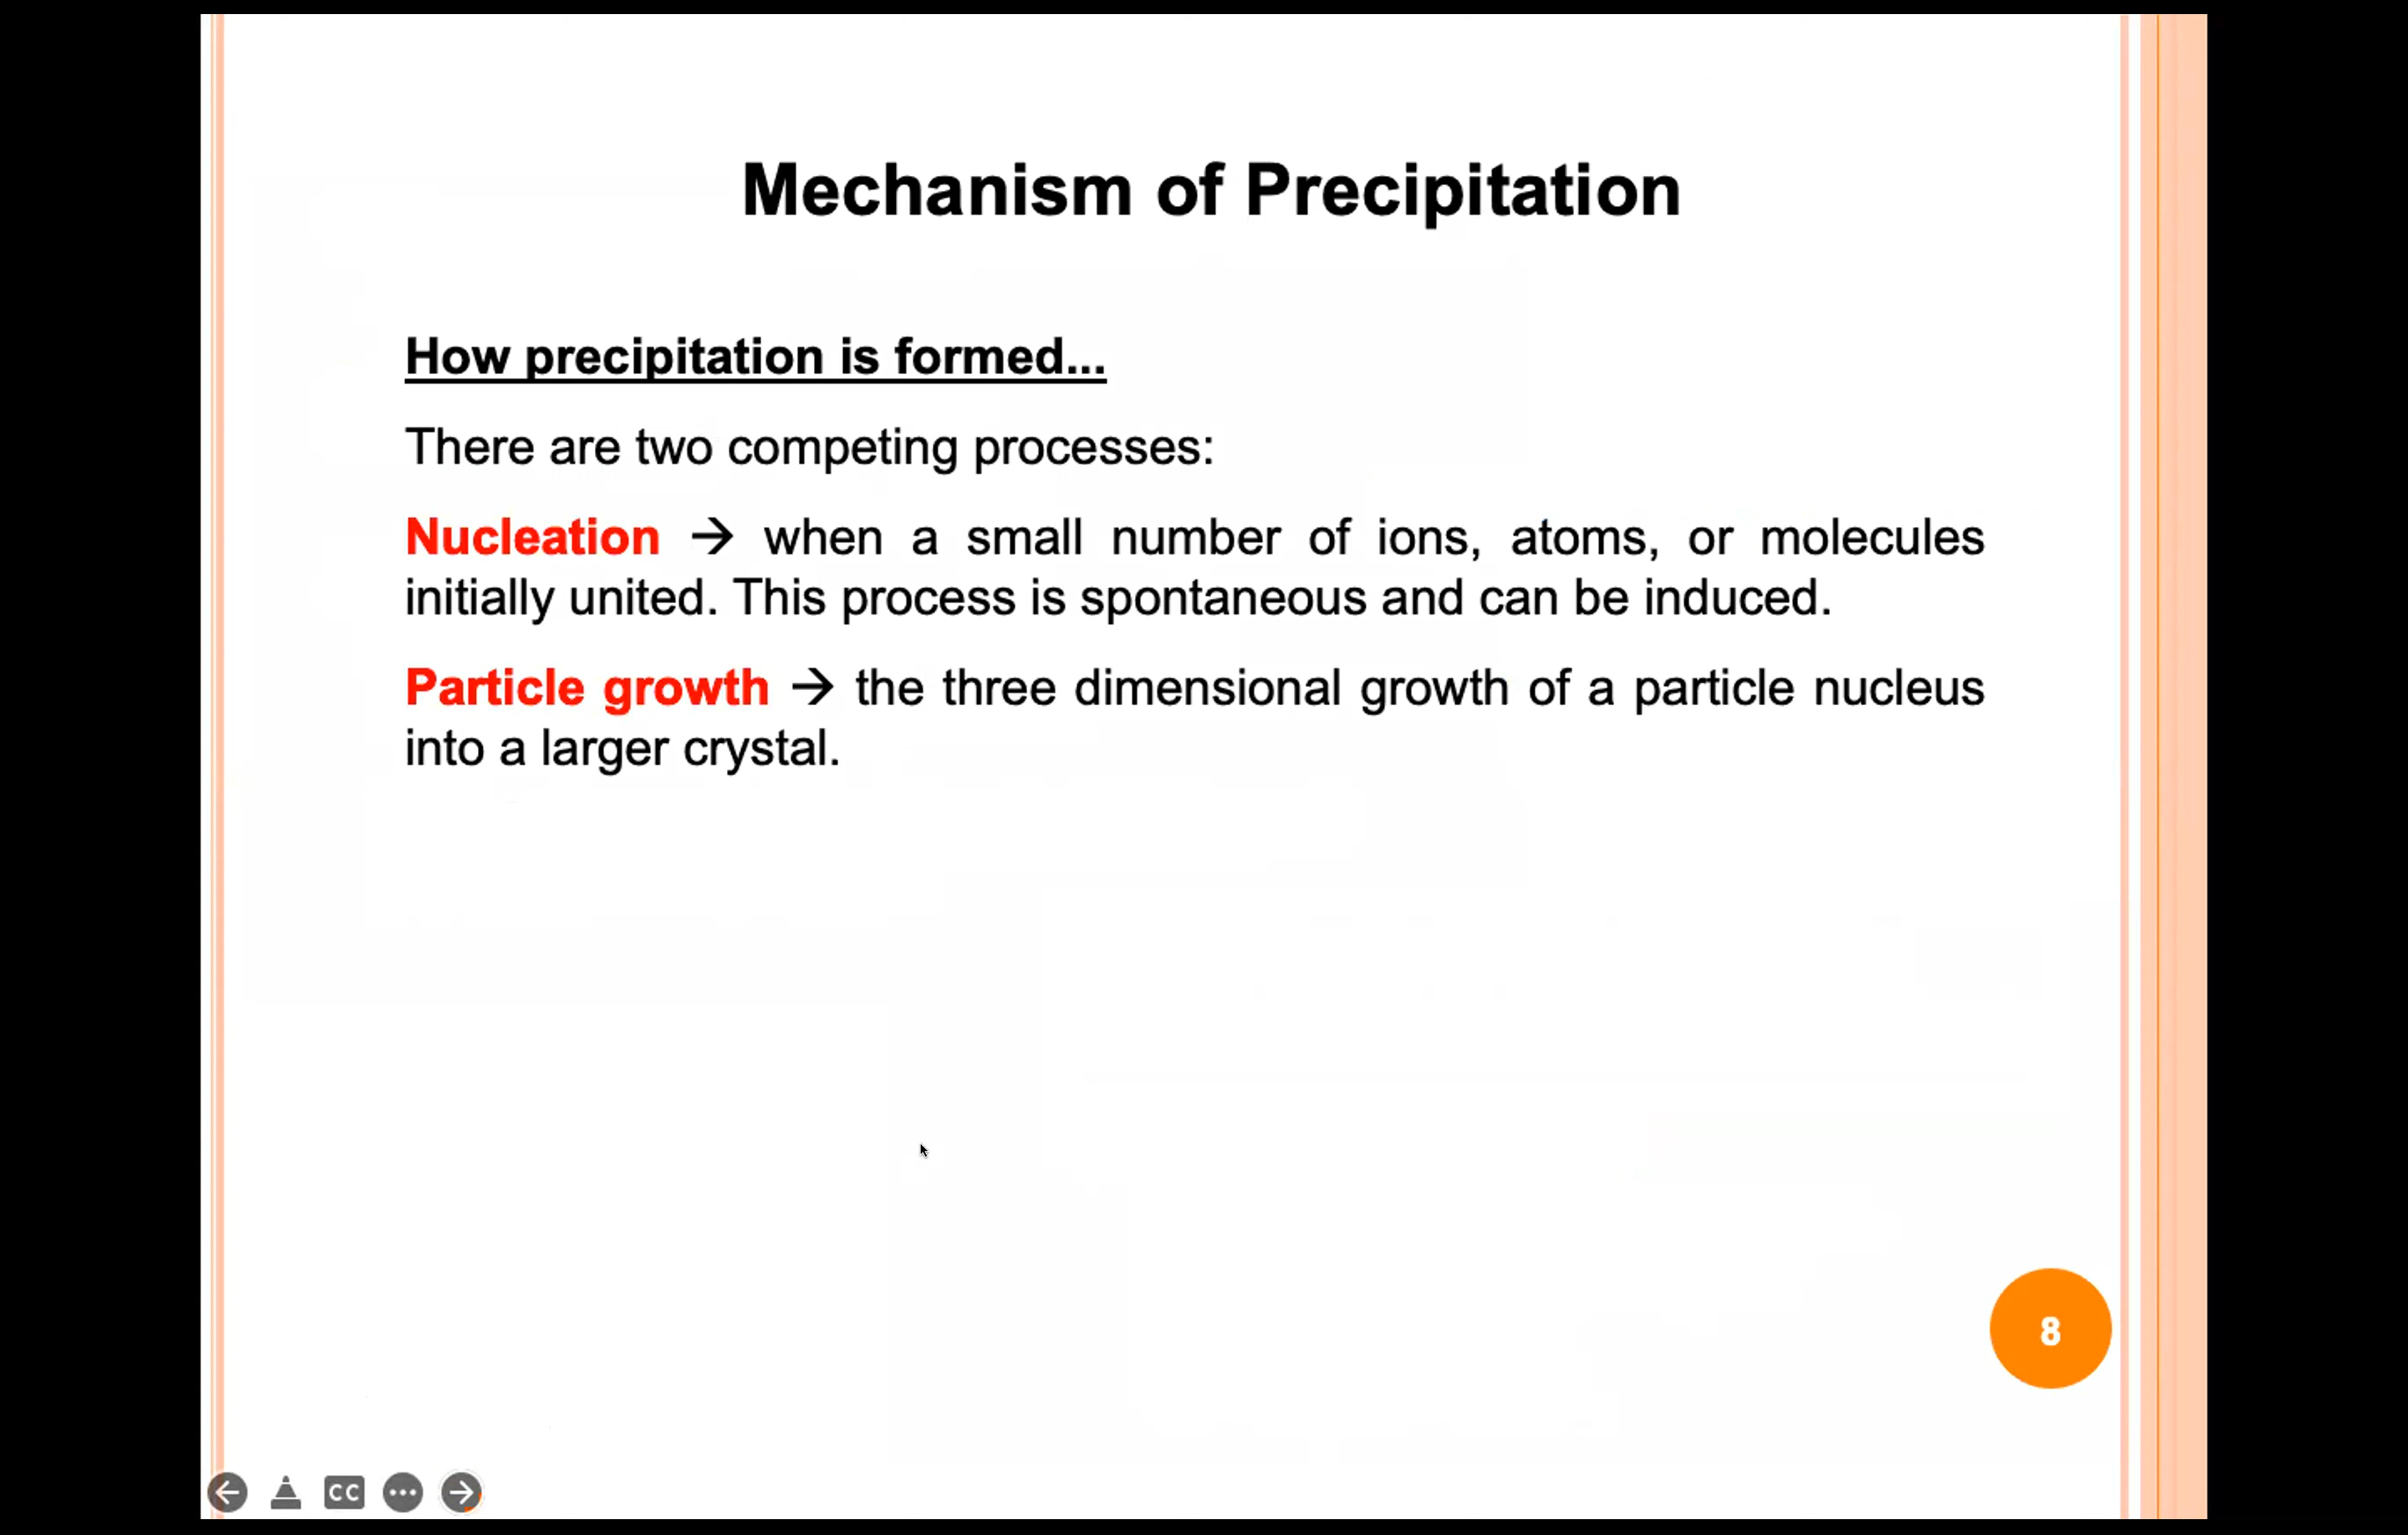 Mechanism of Precipitation
How precipitation is formed...
There are two competing processes:
Nucleation → when a small number of ions, atoms, or molecules
initially united. This process is spontaneous and can be induced.
Particle growth → the three dimensional growth of a particle nucleus
into a larger crystal.
8
CC